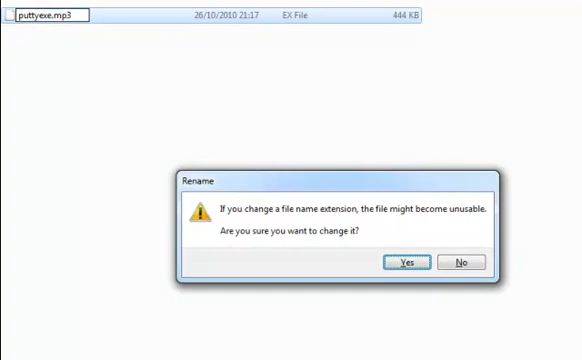 puttyexe.mp3 26/10/2010 21:17 EX File 444 KB
Rename
If you change a file name extension, the file might become unusable.
Are you sure you want to change it?
Yes No